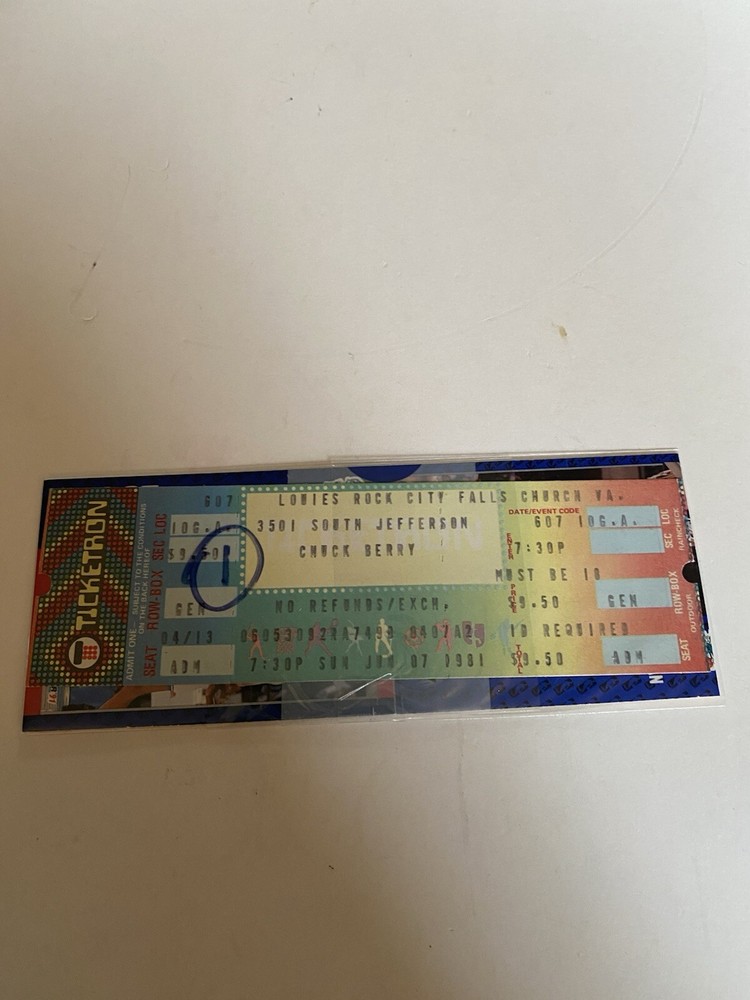 TICKETRON
ADMIT ONE. SUBJECT TO THE CONDITIONS
ON THE BACK HEREOF
SEAT ROW-BOX SEC LOC
607
10G.A.
$9.50
1
GEN
04/13
ADM
LOUIES ROCK CITY FALLS CHURCH VA.
3501 SOUTH JEFFERSON
CHUCK BERRY
NO REFUNDS/EXCH.
7:30P SUN JUN 07 1981 $9.50
DATE/EVENT CODE
607 10G.A.
7:30P
MUST BE 18
9.50 GEN
ID REQUIRED
ADM
SEAT ROW-BOX SEC LOC
OUTDOOR RAINCHECK
N